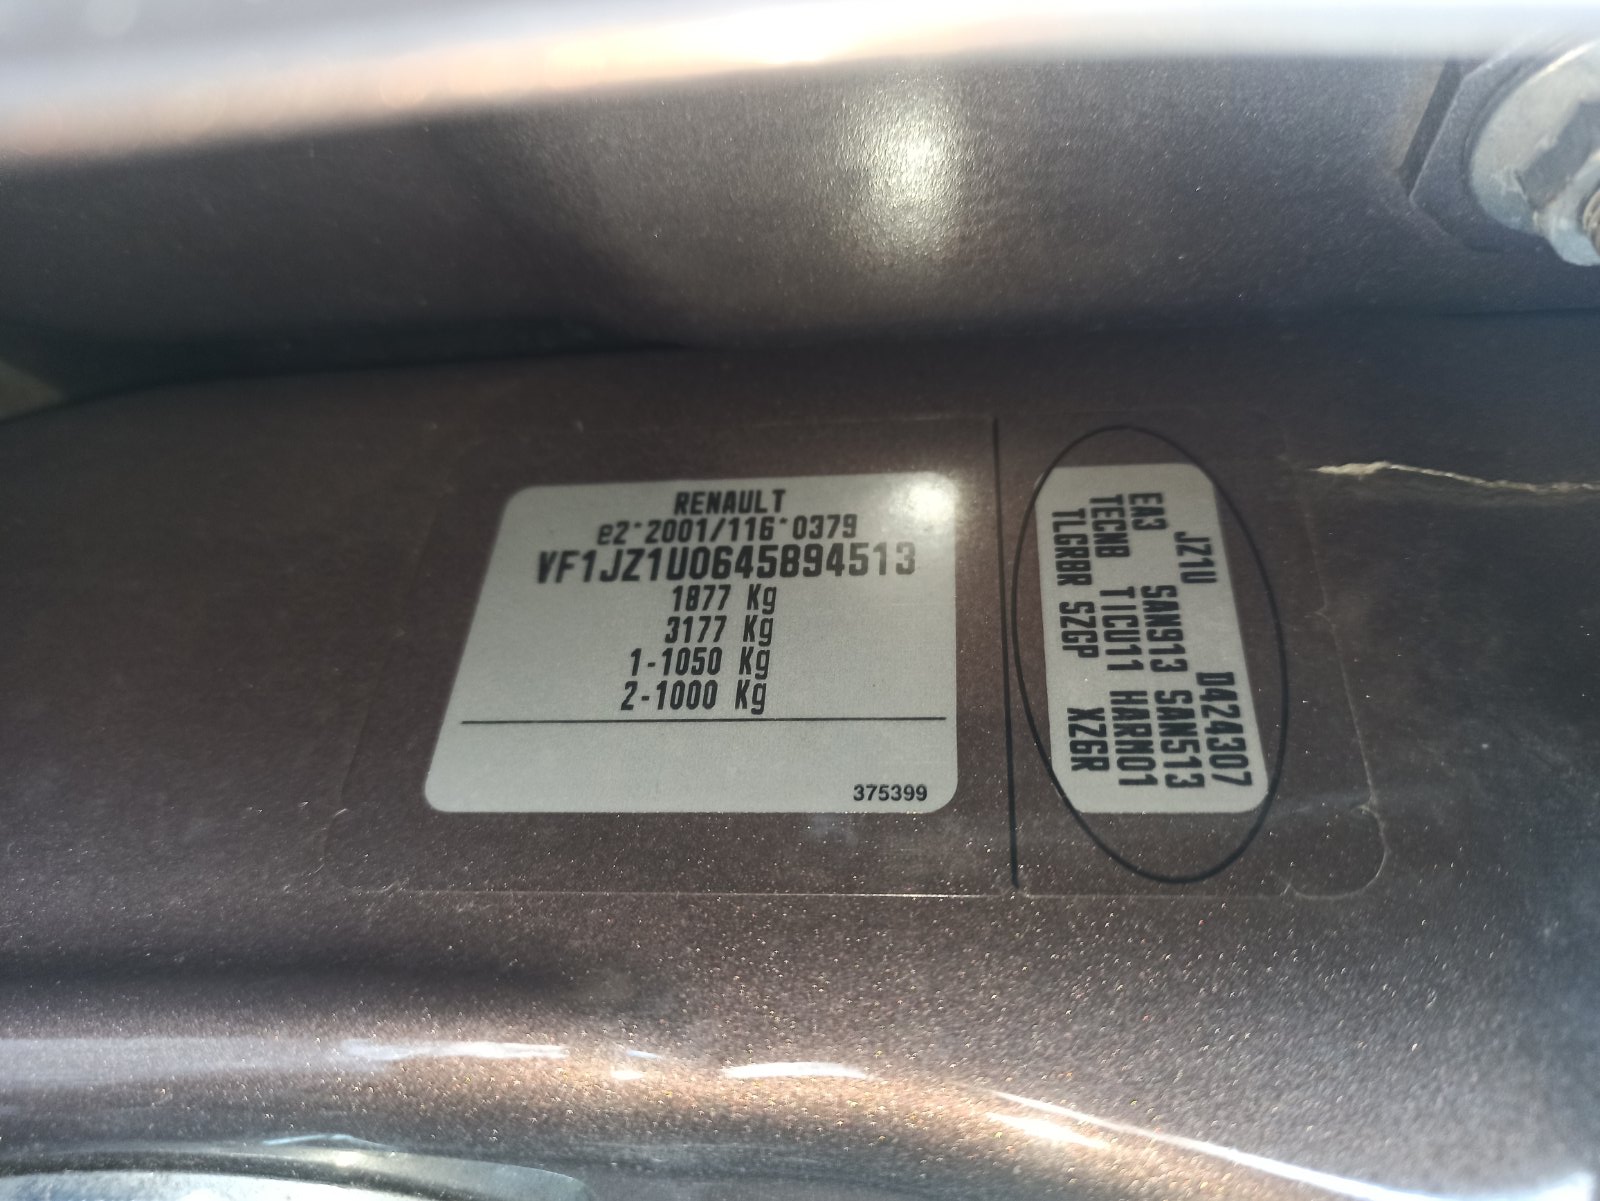 RENAULT
e2*2001/116*0379
VF1JZ1U0645894513
1877 Kg
3177 Kg
1-1050 Kg
2-1000 Kg
375399
JZ1U D424307
EA3 SAN913 SAN513
TECNB TICU11 HARM01
TLGRBR SZGP XZ6R